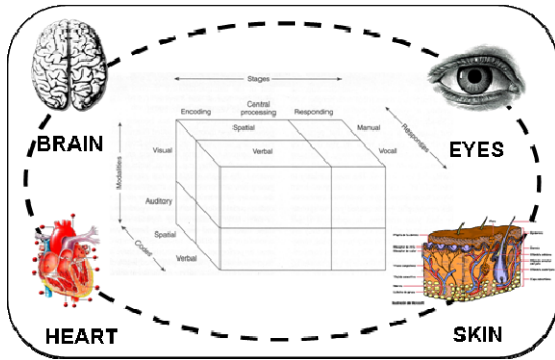 Stages
Encoding
Central
processing
Responding
Spatial
Manual
Responses
BRAIN
EYES
Visual
Verbal
Vocal
Modalities
Auditory
Spatial
Codes
Verbal
HEART
SKIN